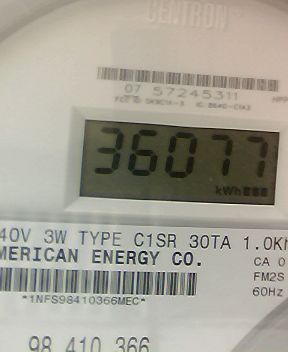 CENTRON
07 57245311
36077
kWh
40V 3W TYPE C1SR 30TA 1.0Kh
MERICAN ENERGY CO.
CA 0
FM2S
60Hz
*1NFS98410366MEC*
98 410 366